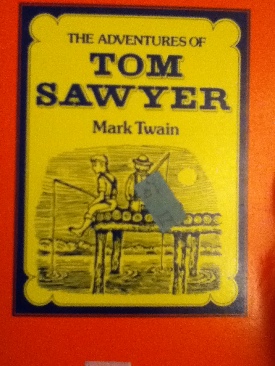 THE ADVENTURES OF
TOM
SAWYER
Mark Twain